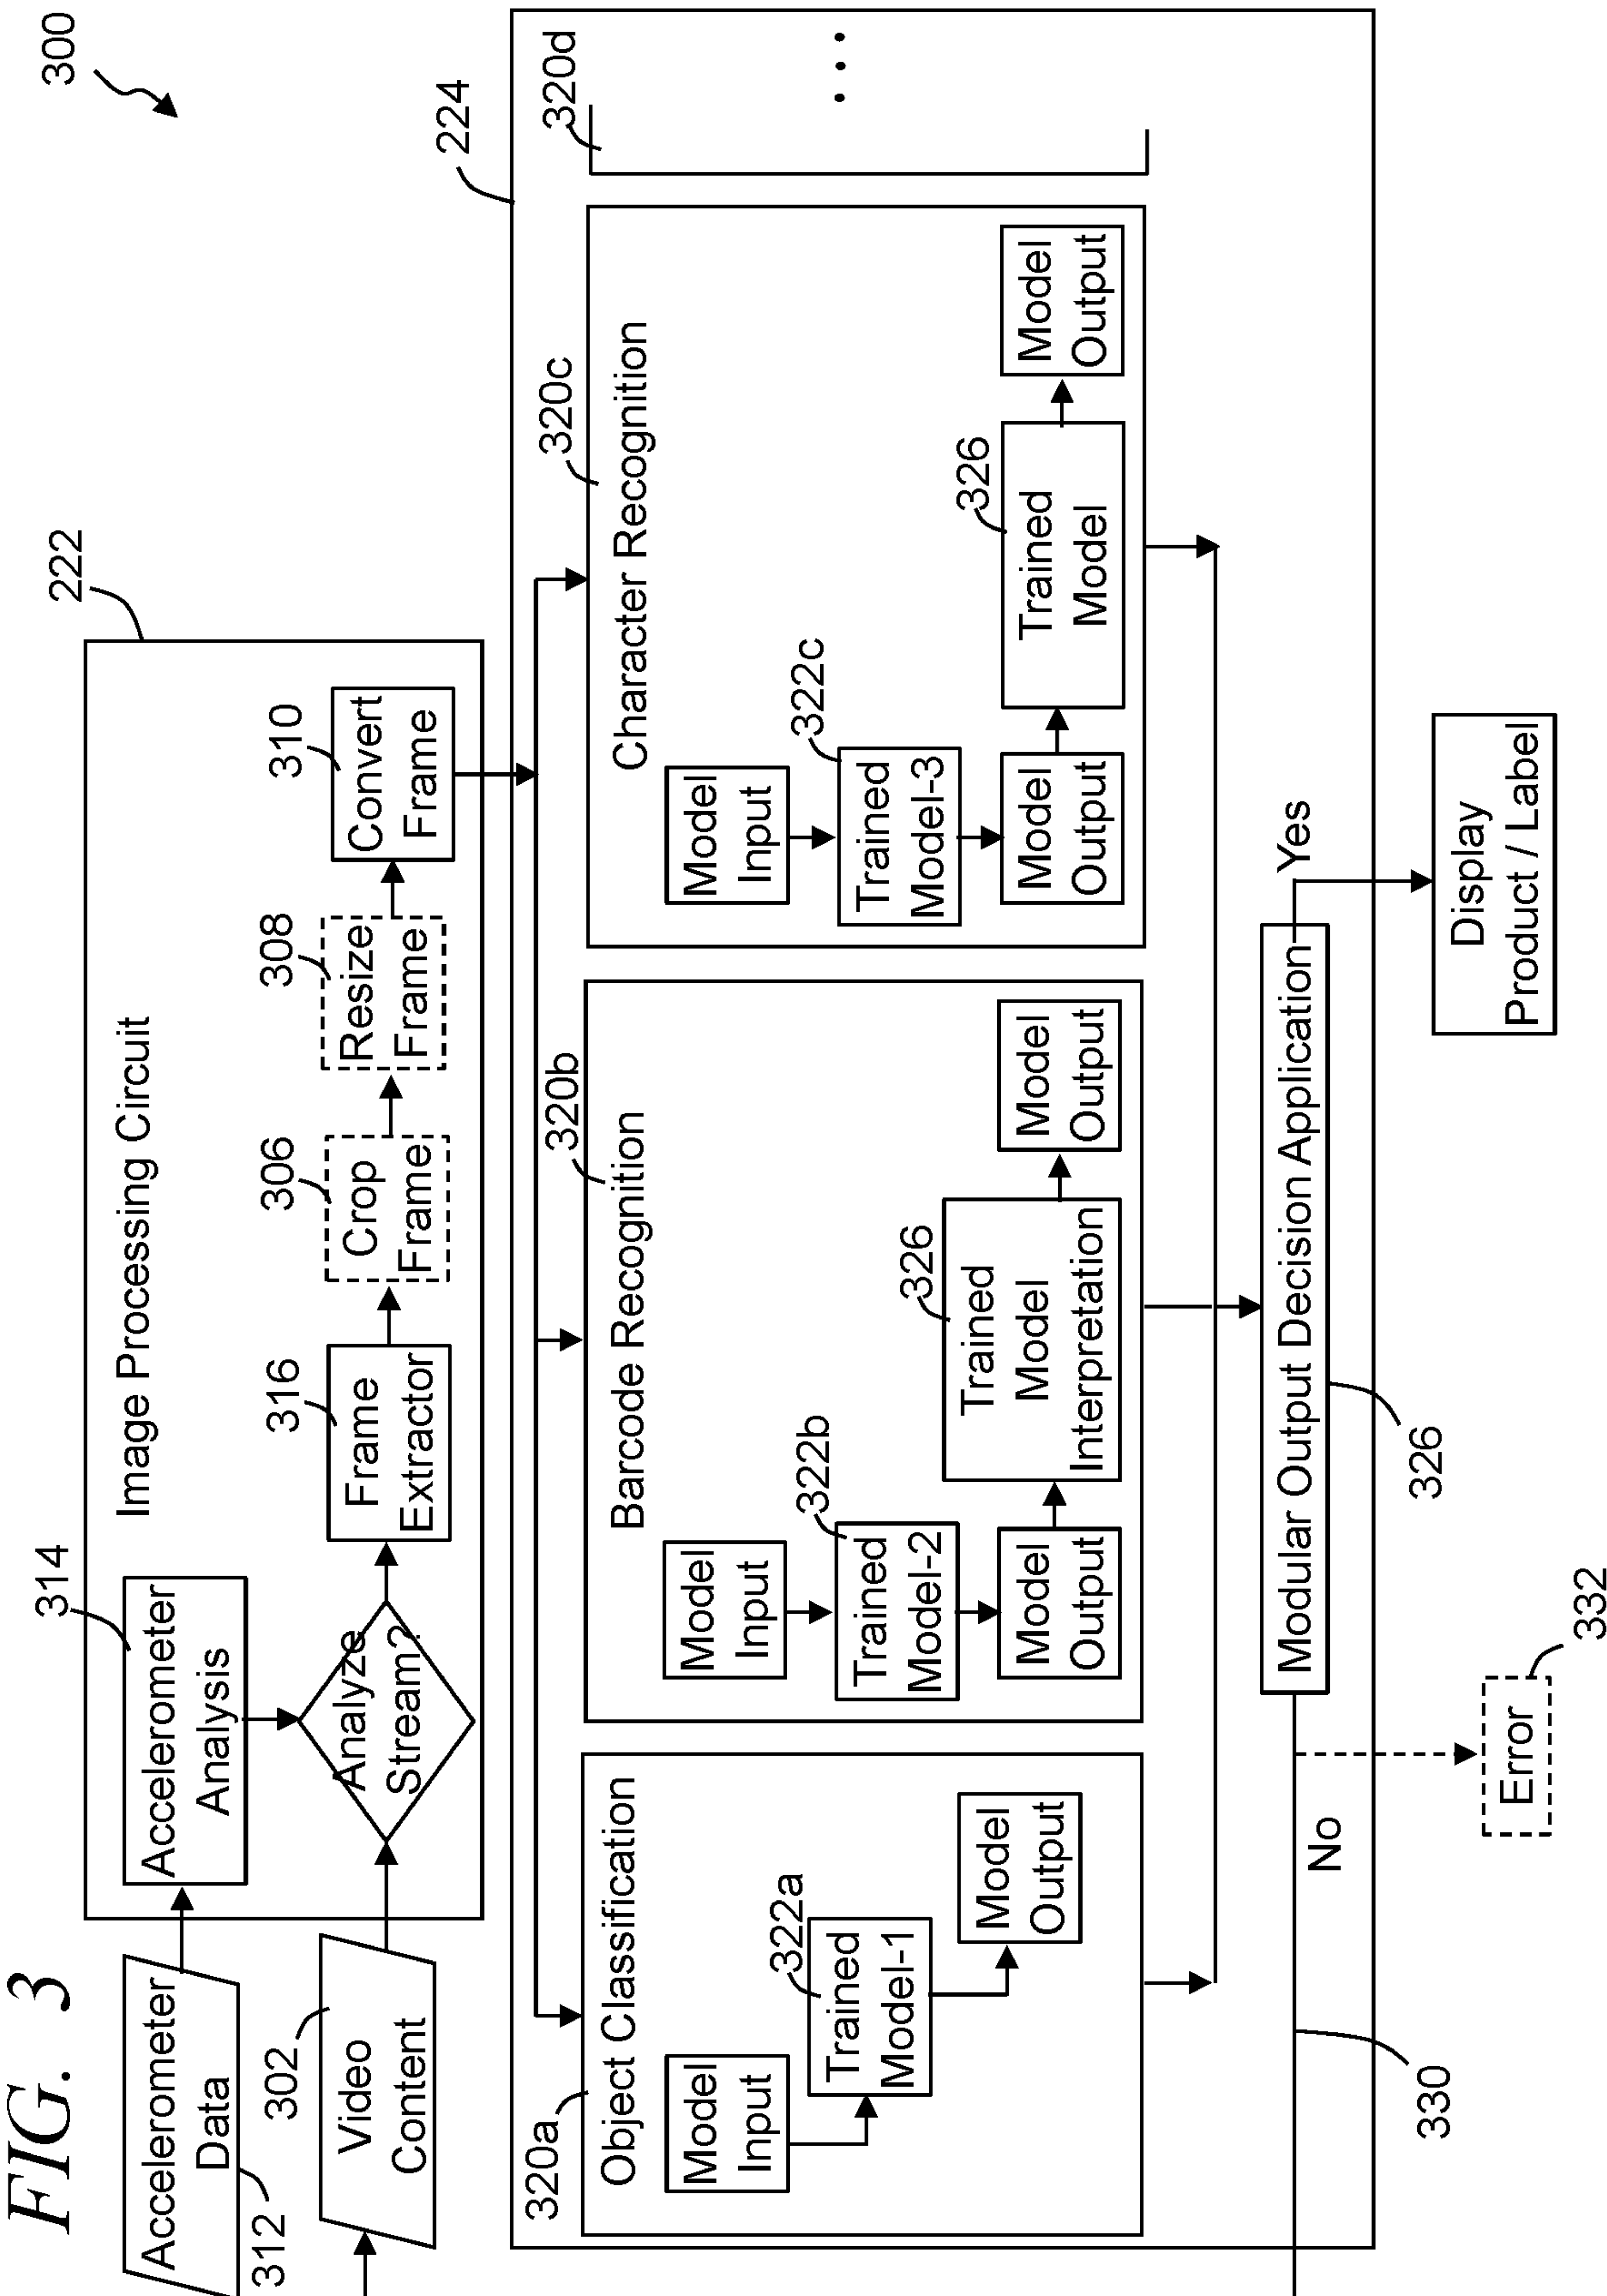 FIG. 3
300
Accelerometer
Data
312
302
Video
Content
222
Image Processing Circuit
314
Accelerometer
Analysis
Analyze
Stream?
316
Frame
Extractor
306
Crop
Frame
308
Resize
Frame
310
Convert
Frame
224
320a
Object Classification
Model
Input
322a
Trained
Model-1
Model
Output
320b
Barcode Recognition
Model
Input
322b
Trained
Model-2
Model
Output
326
Trained
Model
Interpretation
Model
Output
320c
Character Recognition
Model
Input
322c
Trained
Model-3
Model
Output
326
Trained
Model
Model
Output
320d
. . .
Modular Output Decision Application
326
No
Yes
330
Error
332
Display
Product / Label